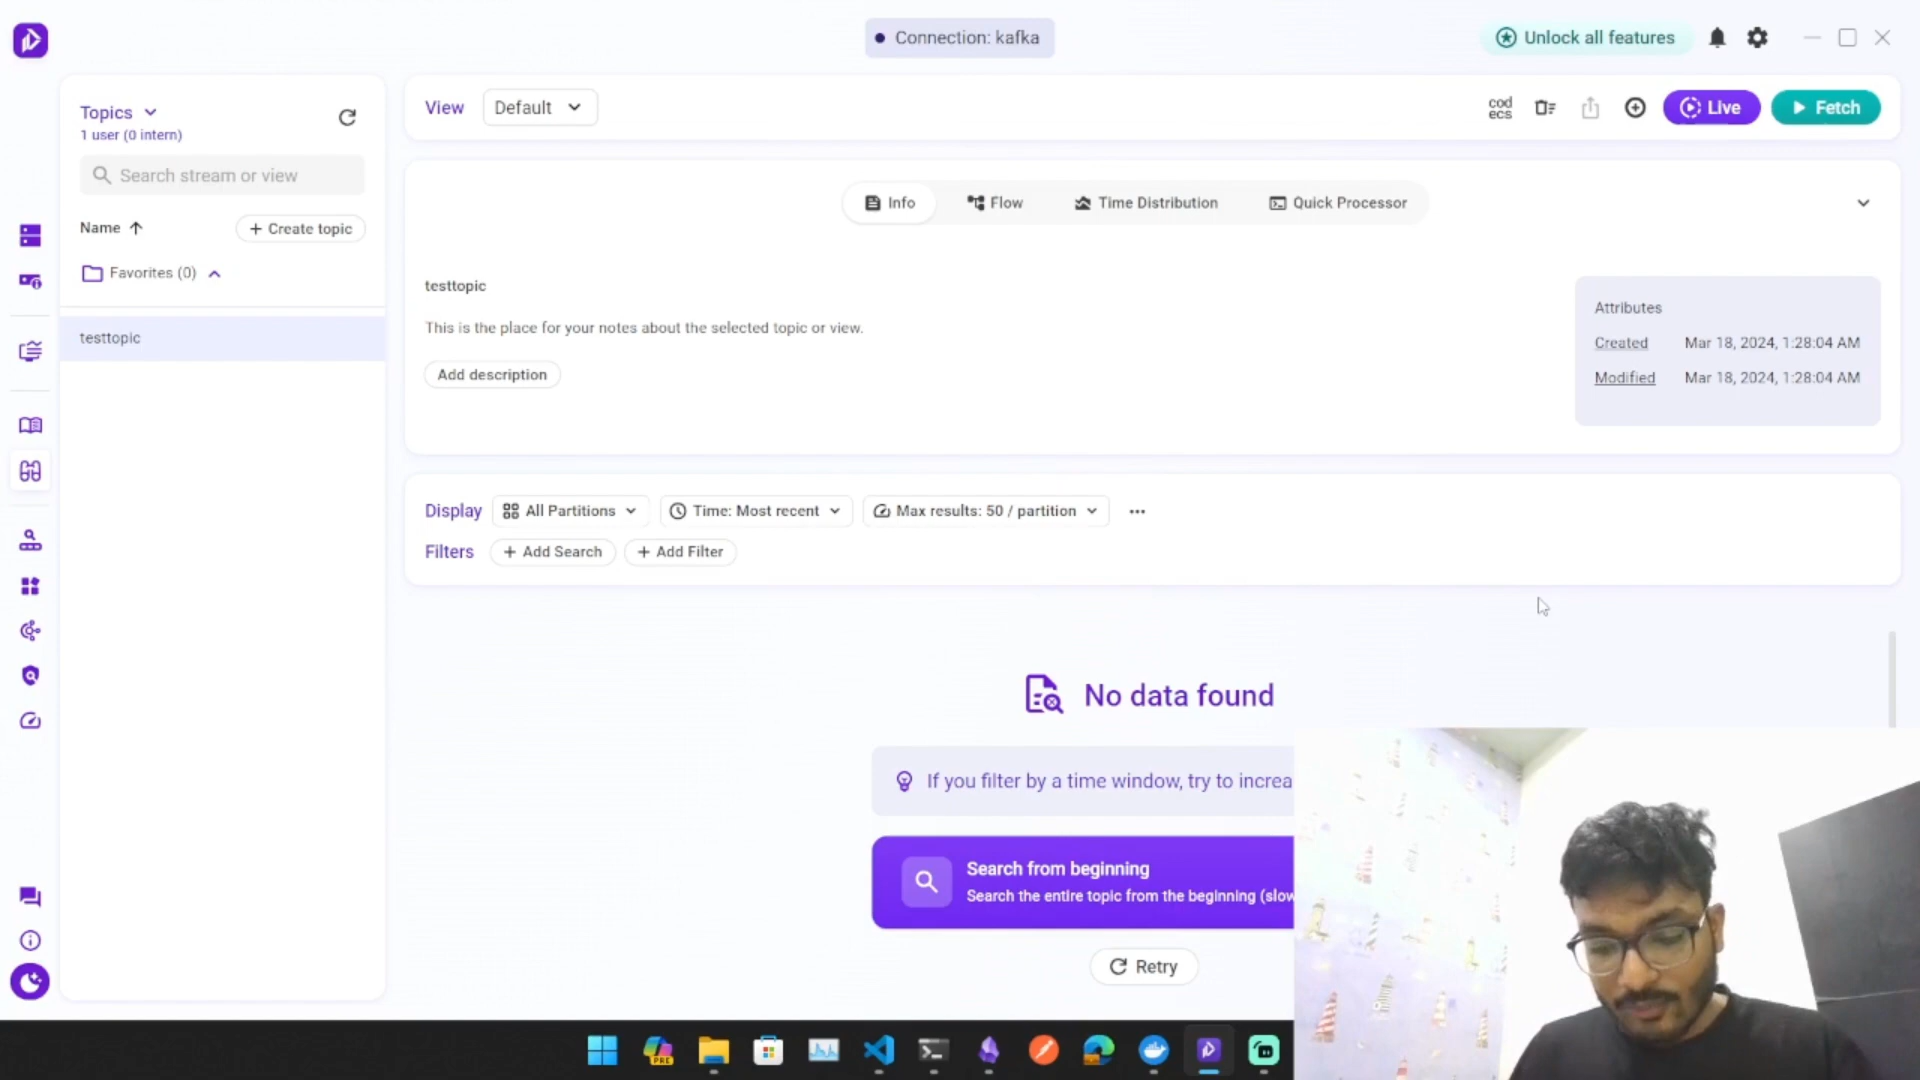 Connection: kafka
Unlock all features
Topics
1 user (0 intern)
Search stream or view
Name
+ Create topic
Favorites (0)
testtopic
View
Default
cod
ecs
Live
Fetch
Info
Flow
Time Distribution
Quick Processor
testtopic
This is the place for your notes about the selected topic or view.
Add description
Attributes
Created Mar 18, 2024, 1:28:04 AM
Modified Mar 18, 2024, 1:28:04 AM
Display
All Partitions
Time: Most recent
Max results: 50 / partition
Filters
+ Add Search
+ Add Filter
No data found
If you filter by a time window, try to increa
Search from beginning
Search the entire topic from the beginning (slow
Retry
PRE